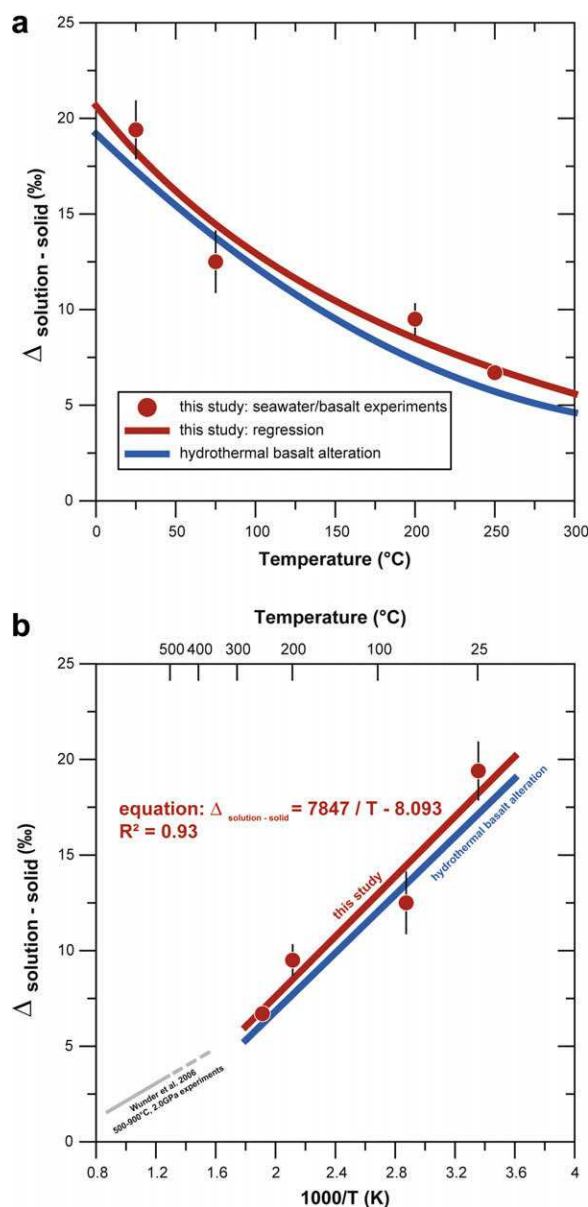 a
25
20
15
10
5
0
Δ solution - solid (‰)
this study: seawater/basalt experiments
this study: regression
hydrothermal basalt alteration
0 50 100 150 200 250 300
Temperature (°C)
b
Temperature (°C)
500 400 300 200 100 25
25
20
15
10
5
0
Δ solution - solid (‰)
equation: Δ solution - solid = 7847 / T - 8.093
R² = 0.93
this study
hydrothermal basalt alteration
Wunder et al. 2006
500-900°C, 2.0GPa experiments
0.8 1.2 1.6 2 2.4 2.8 3.2 3.6 4
1000/T (K)